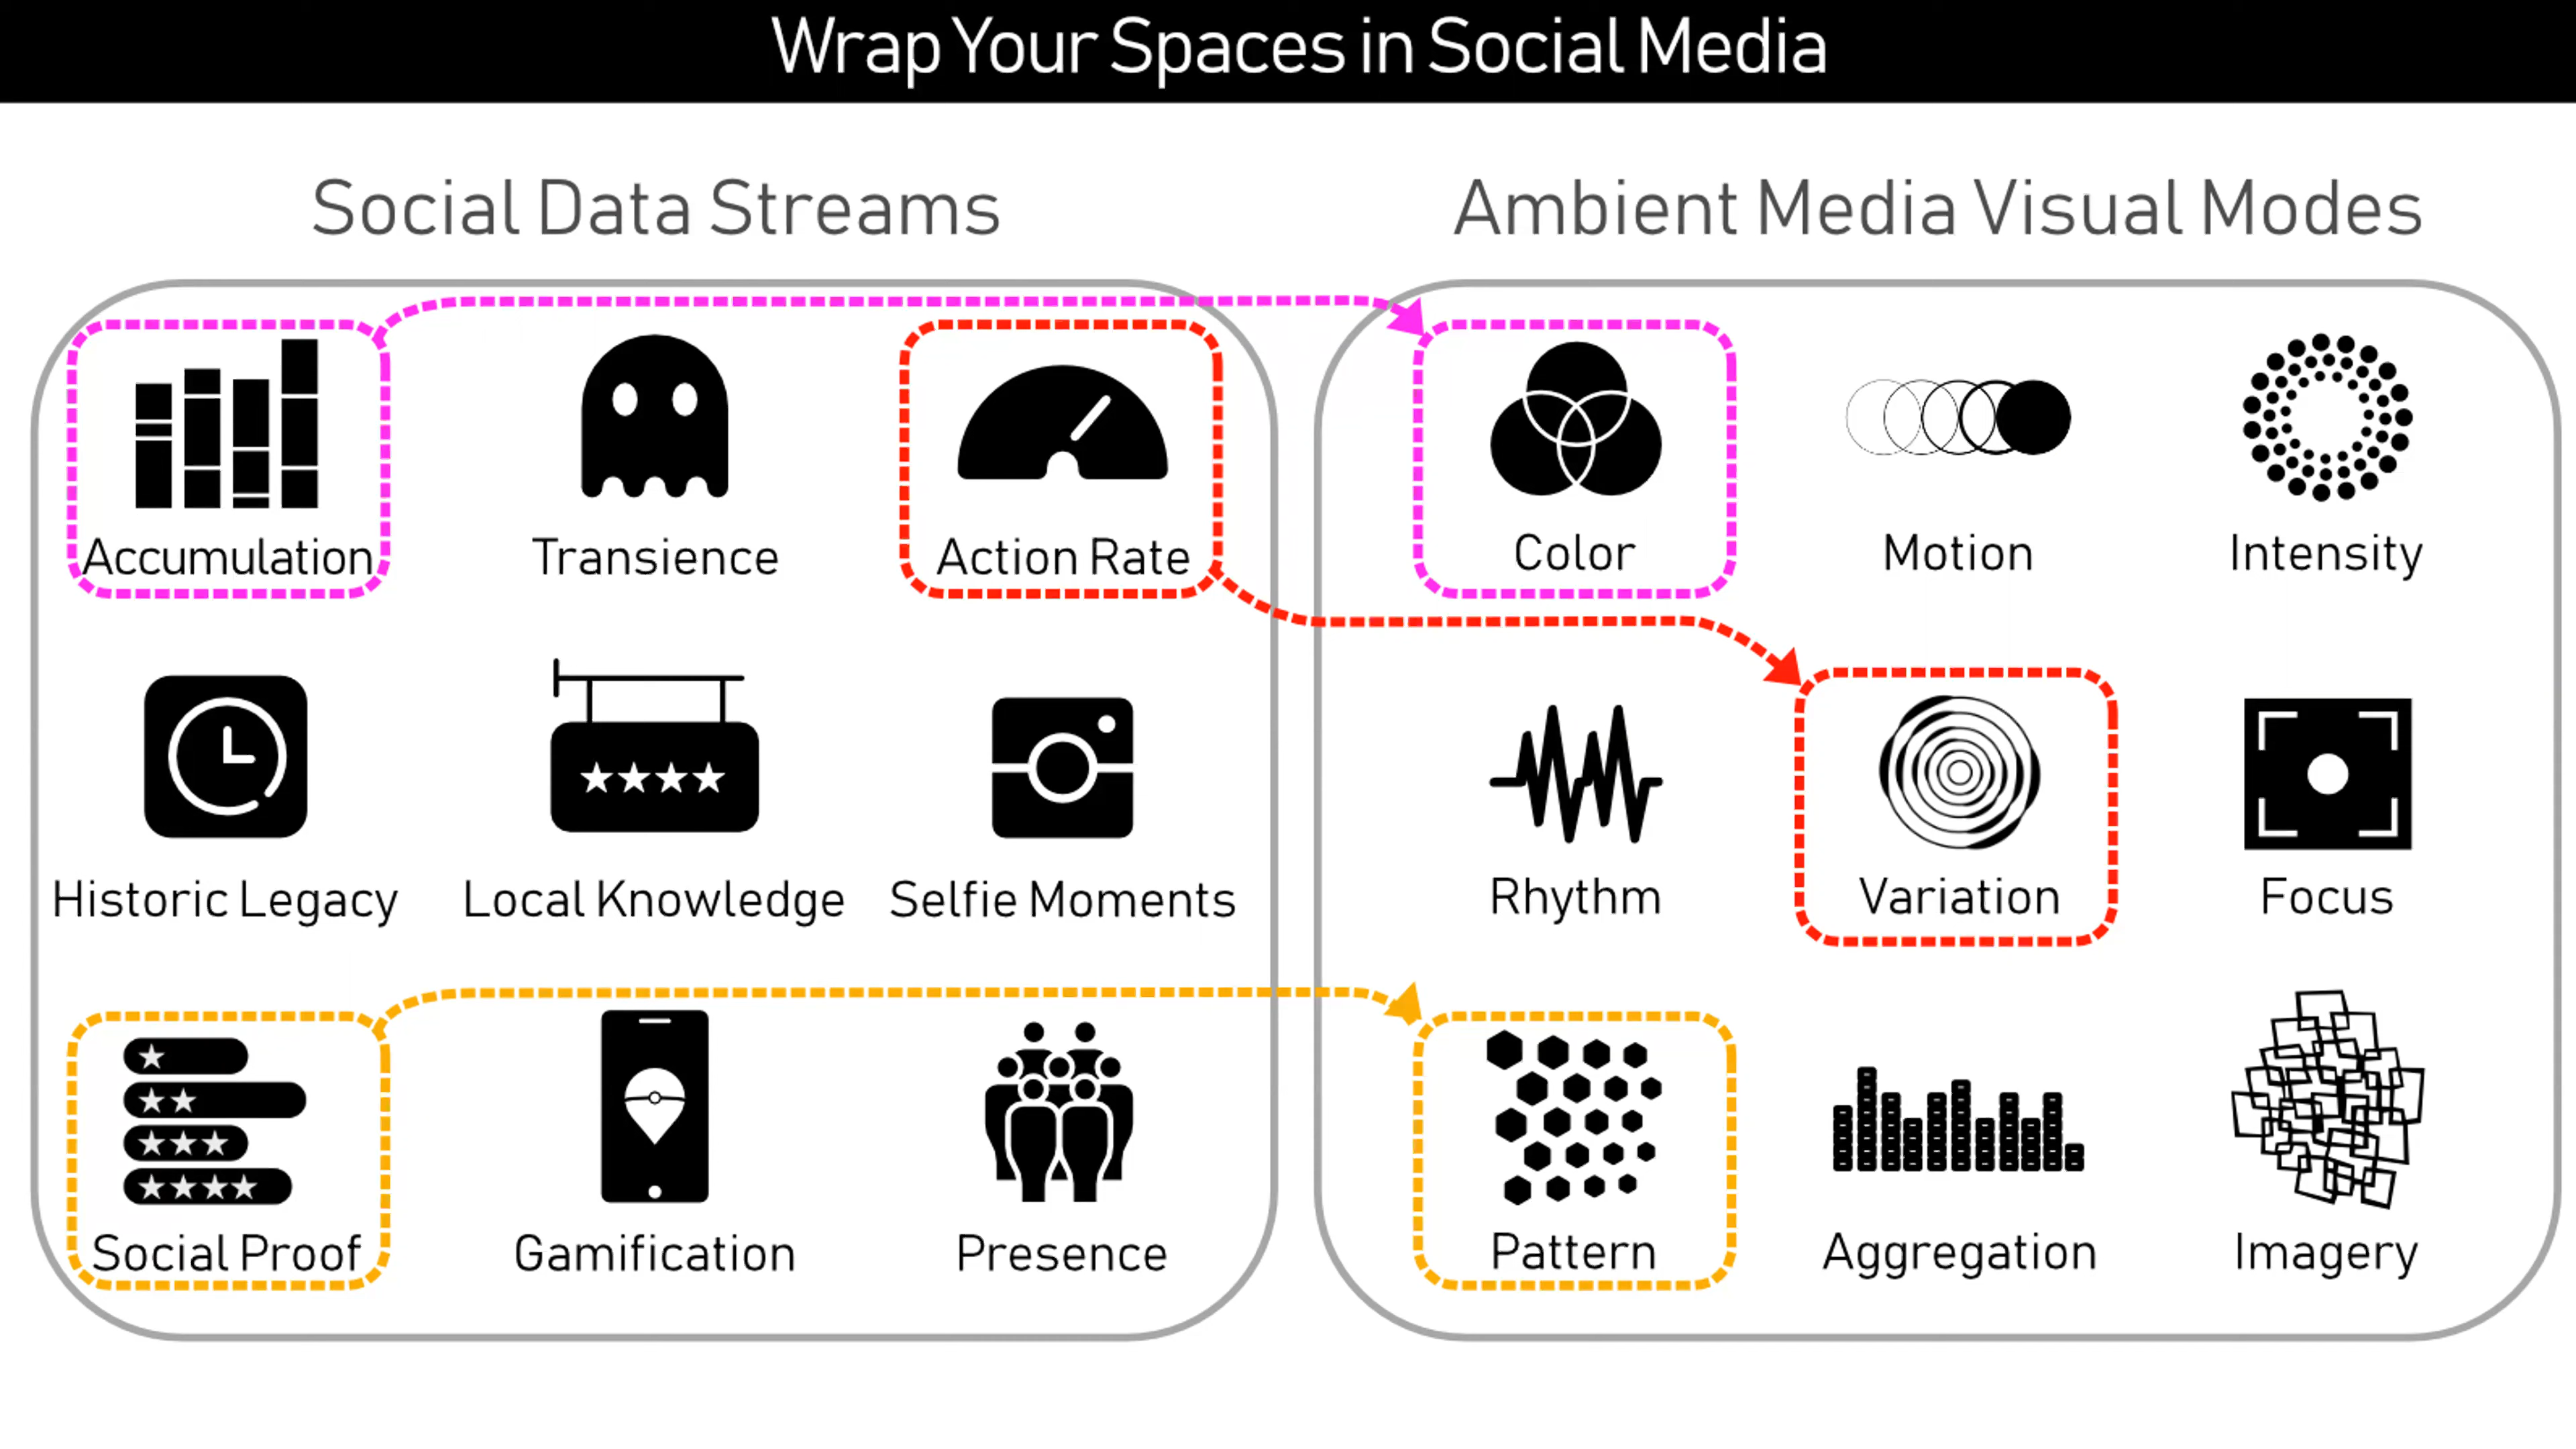 Wrap Your Spaces in Social Media
Social Data Streams
Accumulation
Transience
Action Rate
Historic Legacy
Local Knowledge
Selfie Moments
Social Proof
Gamification
Presence
Ambient Media Visual Modes
Color
Motion
Intensity
Rhythm
Variation
Focus
Pattern
Aggregation
Imagery